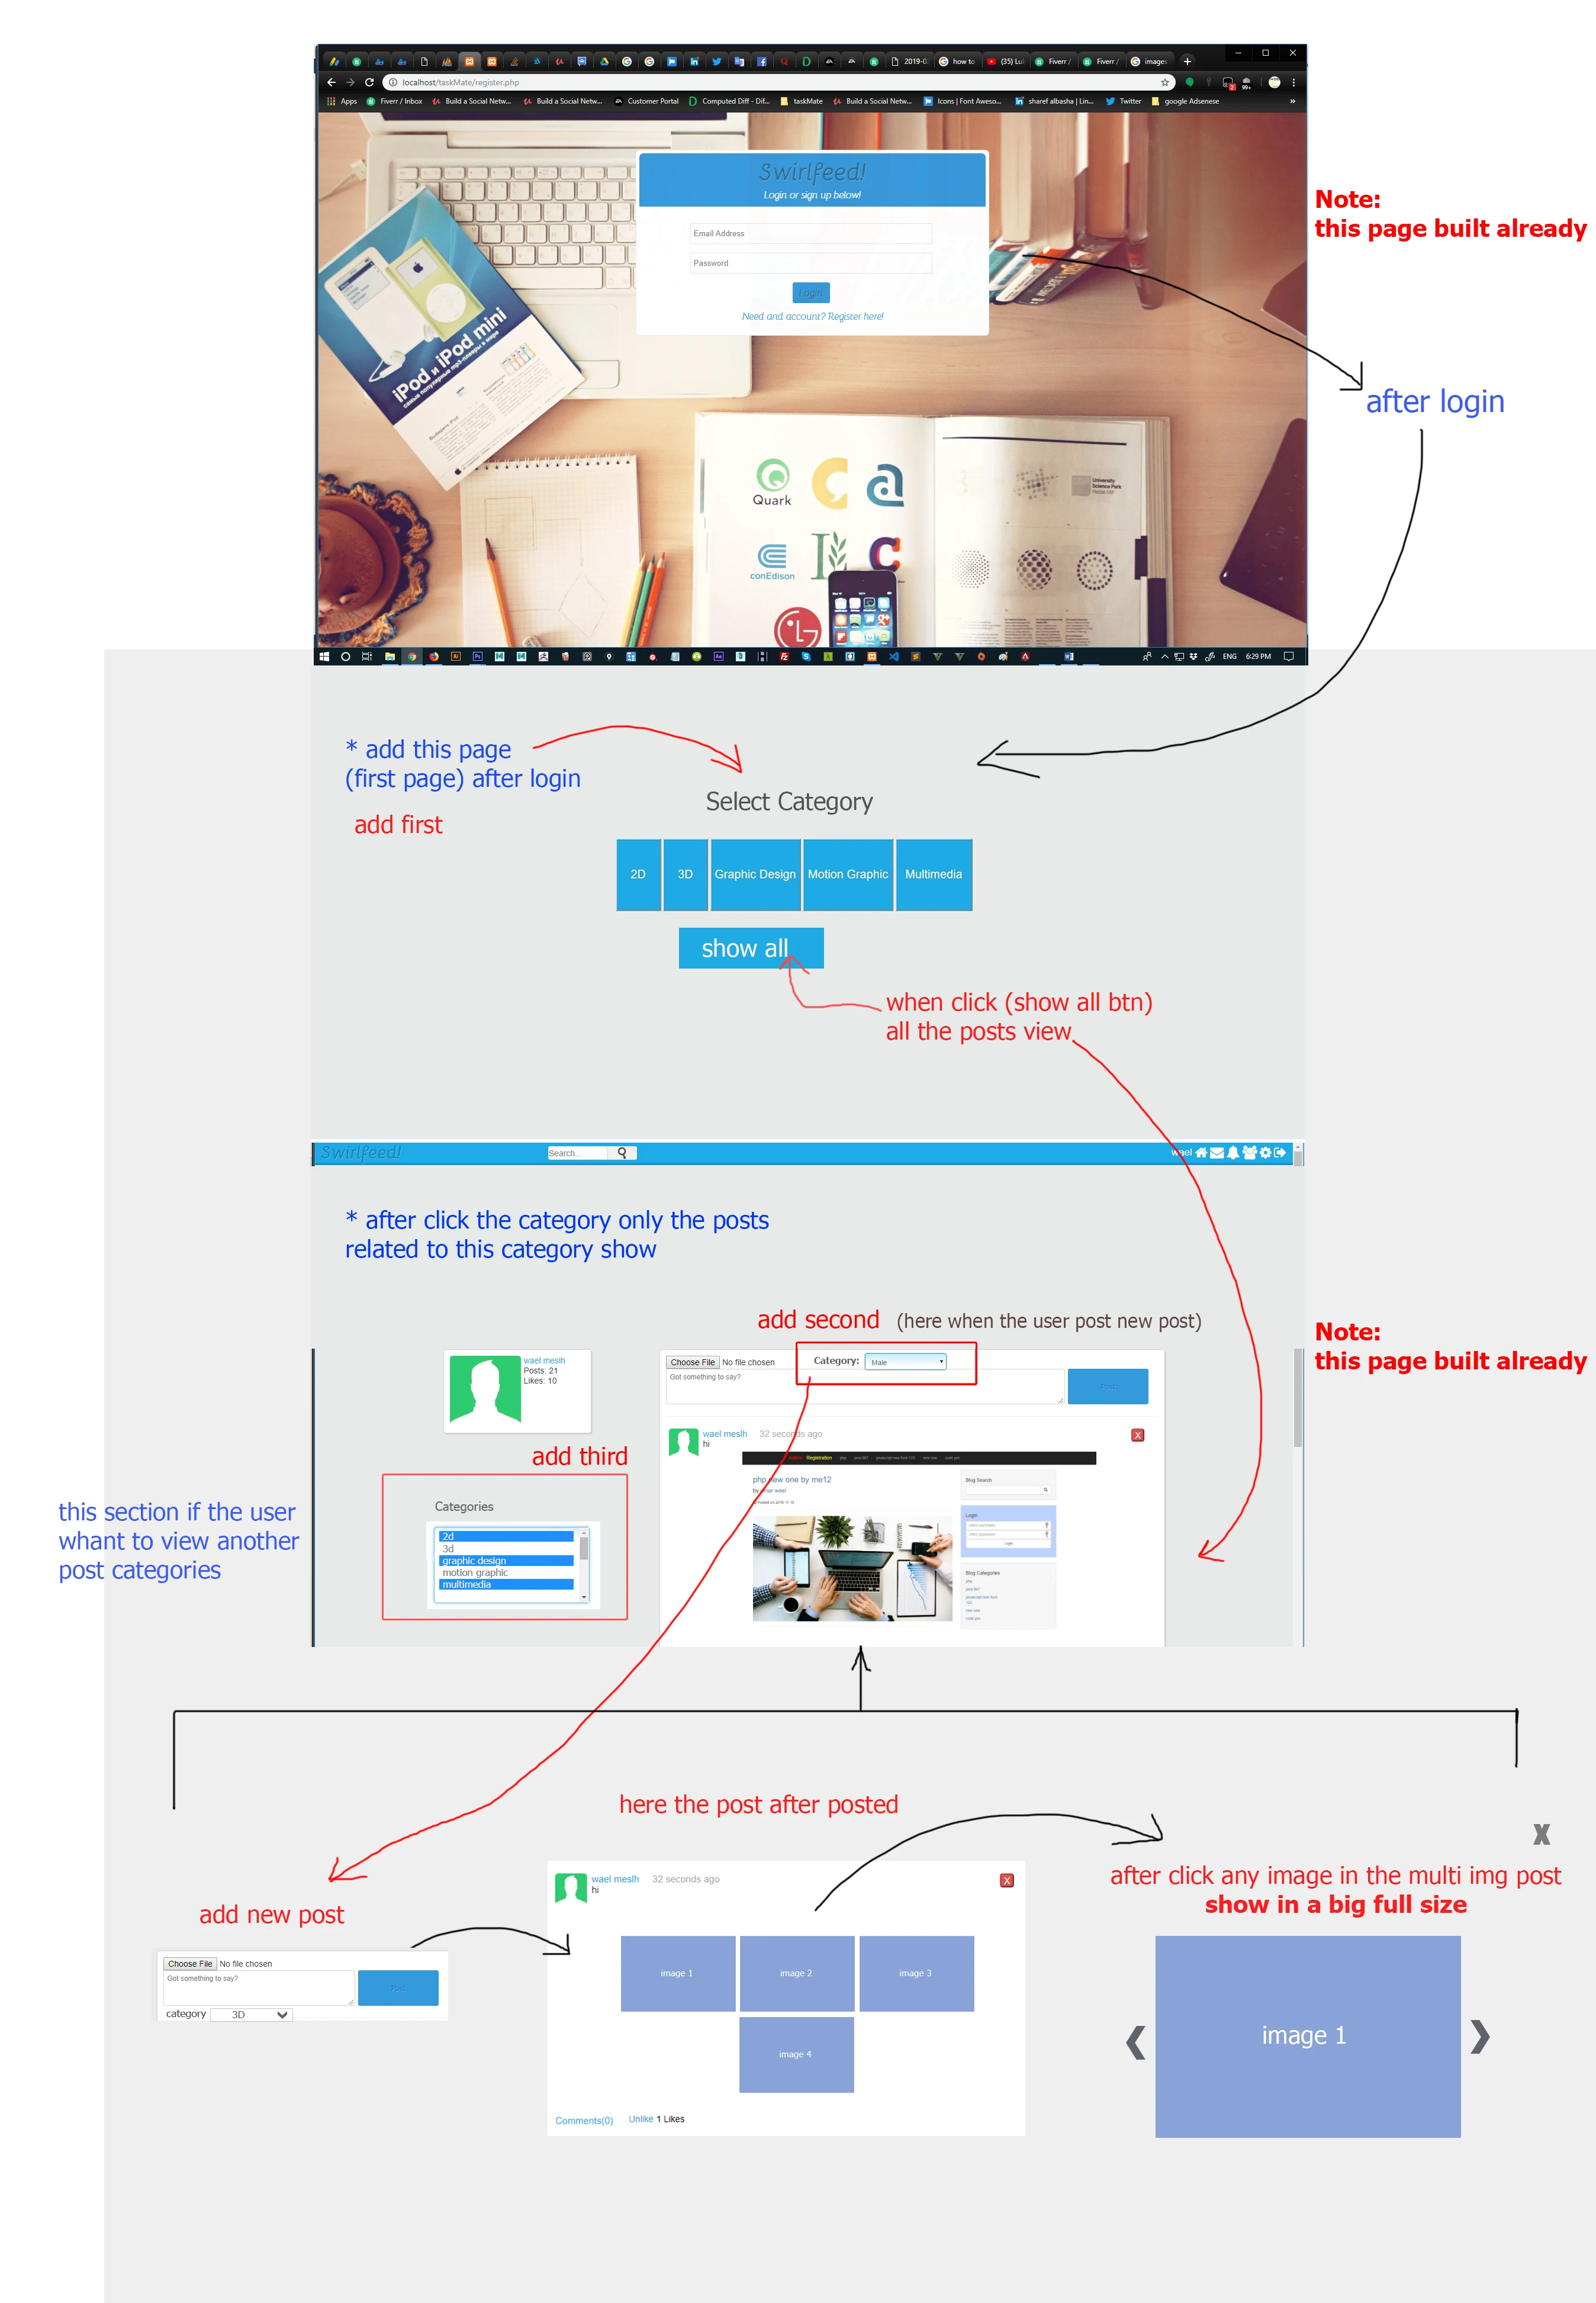 2019-0
how to
(35) Lu
Fiverr /
Fiverr /
images
localhost/taskMate/register.php
Apps
Fiverr / Inbox
Build a Social Netw...
Build a Social Netw...
Customer Portal
Computed Diff - Dif...
taskMate
Build a Social Netw...
Icons | Font Aweso...
sharef albasha | Lin...
Twitter
google Adsenese
»
Swirlfeed!
Login or sign up below!
Email Address
Password
Login
Need and account? Register here!
Note:
this page built already
iPod и iPod mini
самые популярные mp3-плееры в мире
after login
Quark
University
Science Park
conEdison
LG
ENG 6:29 PM
* add this page
(first page) after login
add first
Select Category
2D
3D
Graphic Design
Motion Graphic
Multimedia
show all
when click (show all btn)
all the posts view
Swirlfeed!
Search...
wael
* after click the category only the posts
related to this category show
add second (here when the user post new post)
Note:
this page built already
wael meslh
Posts: 21
Likes: 10
Choose File No file chosen
Category: Male
Got something to say?
Post
add third
wael meslh 32 seconds ago
hi
X
Registration
php new one by me12
Blog Search
Login
Login
Blog Categories
Categories
2d
3d
graphic design
motion graphic
multimedia
this section if the user
whant to view another
post categories
here the post after posted
X
after click any image in the multi img post
show in a big full size
add new post
Choose File No file chosen
Got something to say?
Post
category 3D
wael meslh 32 seconds ago
hi
X
image 1
image 2
image 3
image 4
Comments(0) Unlike 1 Likes
image 1